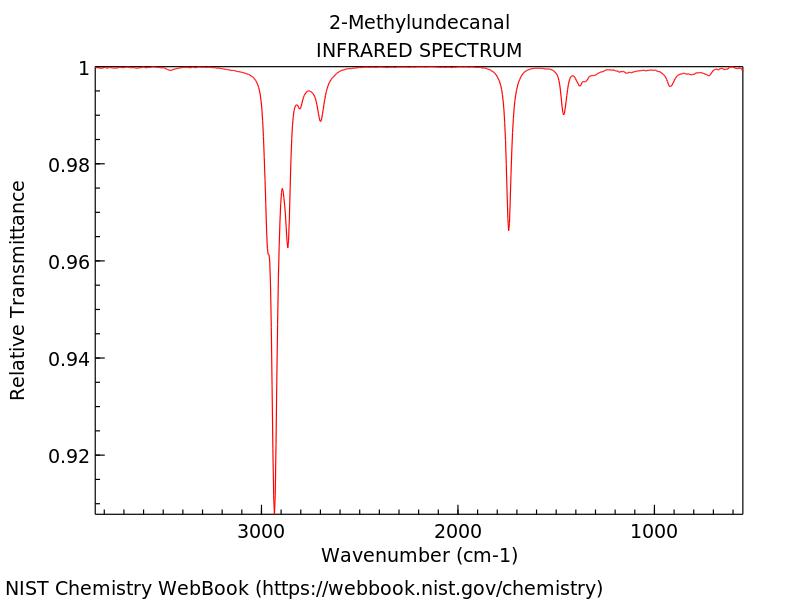 2-Methylundecanal
INFRARED SPECTRUM
1
0.98
0.96
0.94
0.92
Relative Transmittance
3000 2000 1000
Wavenumber (cm-1)
NIST Chemistry WebBook (https://webbook.nist.gov/chemistry)